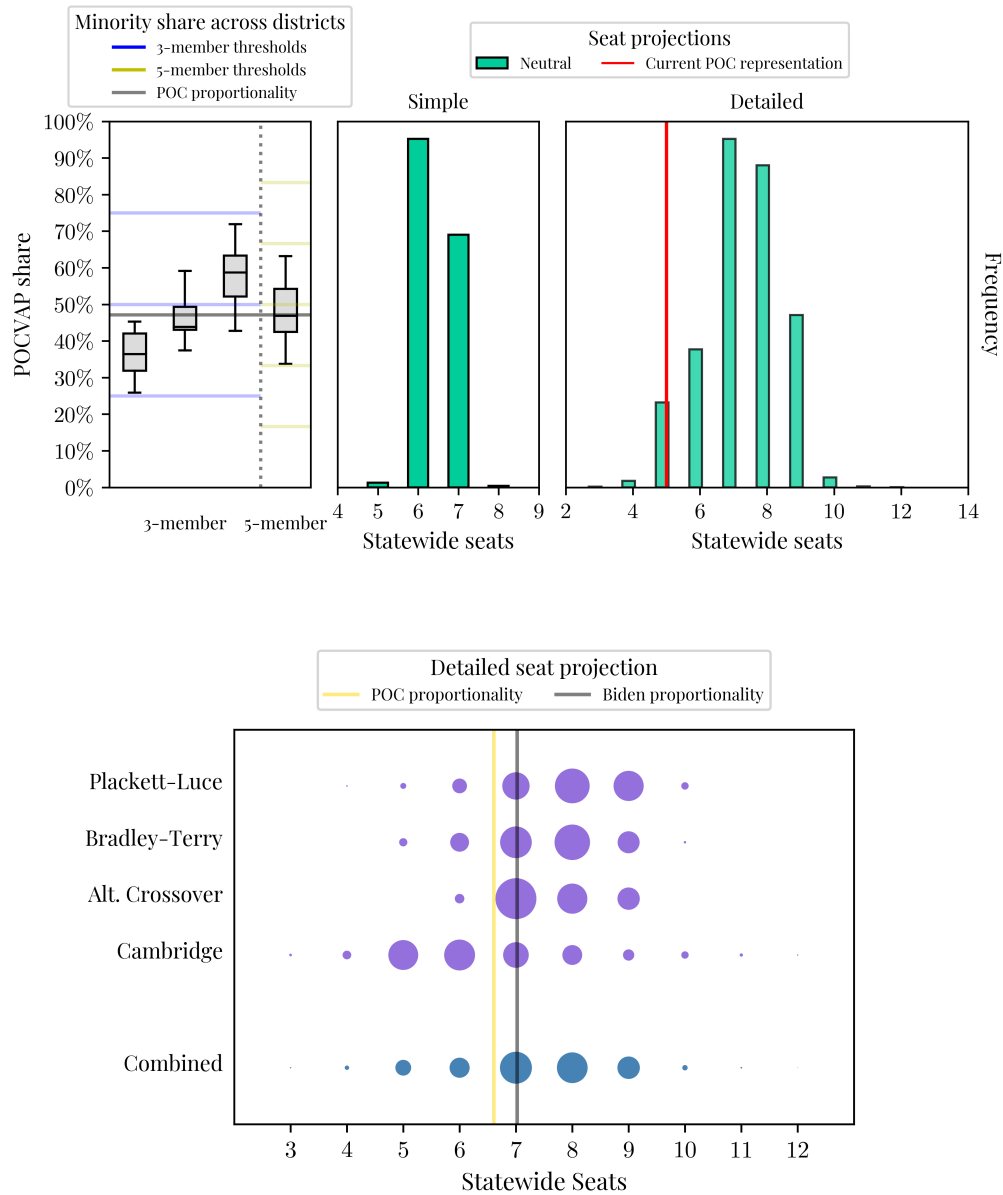 Minority share across districts
3-member thresholds
5-member thresholds
POC proportionality
Seat projections
Neutral
Current POC representation
Simple
Detailed
100%
90%
80%
70%
60%
50%
40%
30%
20%
10%
0%
POCVAP share
3-member 5-member
4 5 6 7 8 9
Statewide seats
2 4 6 8 10 12 14
Statewide seats
Frequency
Detailed seat projection
POC proportionality Biden proportionality
Plackett-Luce
Bradley-Terry
Alt. Crossover
Cambridge
Combined
3 4 5 6 7 8 9 10 11 12
Statewide Seats